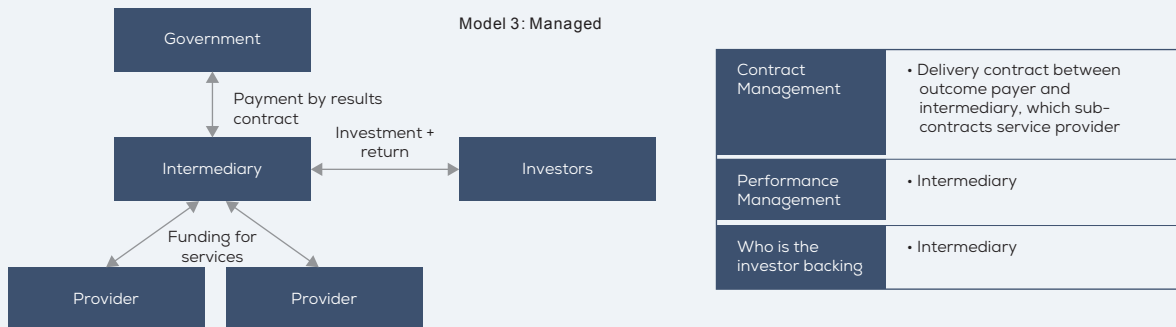 Model 3: Managed
Government
Payment by results
contract
Investment +
return
Intermediary
Investors
Funding for
services
Provider
Provider
Contract
Management
• Delivery contract between
outcome payer and
intermediary, which sub-
contracts service provider
Performance
Management
• Intermediary
Who is the
investor backing
• Intermediary